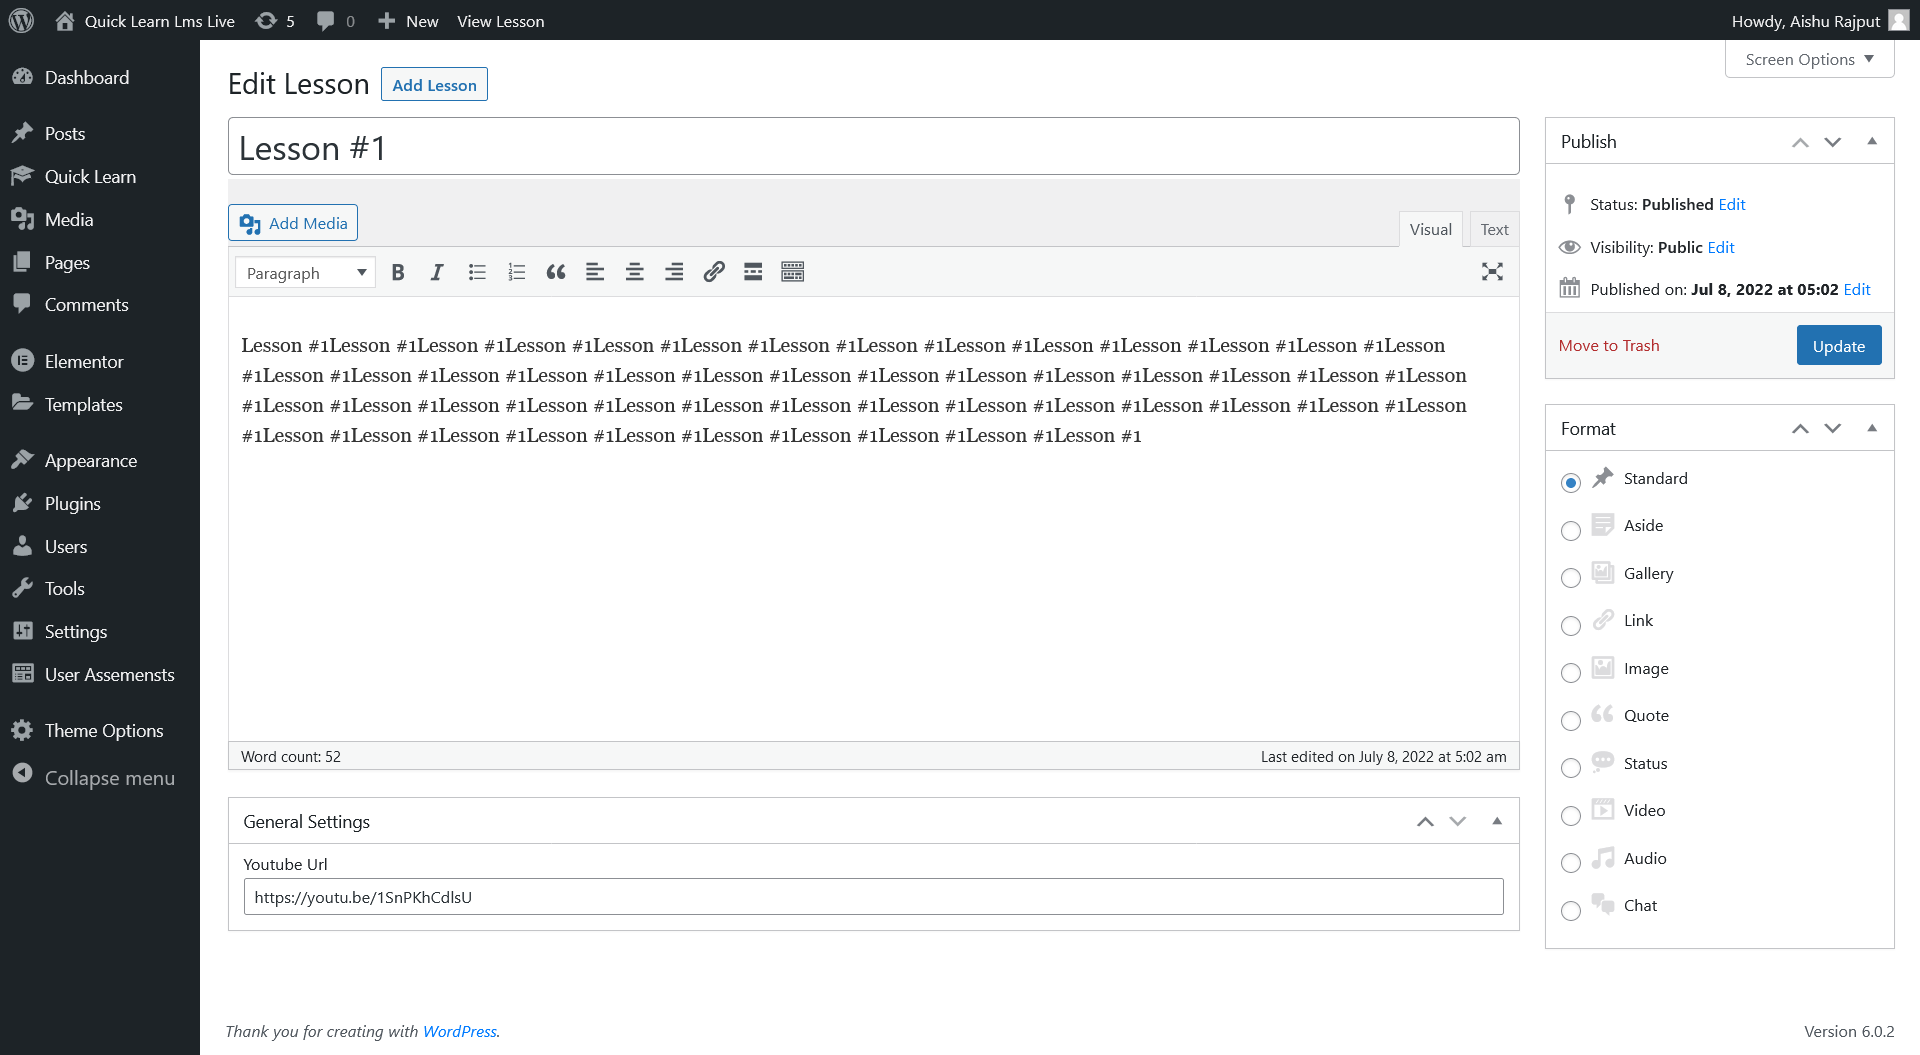 Quick Learn Lms Live 5 0 New View Lesson Howdy, Aishu Rajput
Screen Options
Dashboard
Posts
Quick Learn
Media
Pages
Comments
Elementor
Templates
Appearance
Plugins
Users
Tools
Settings
User Assemensts
Theme Options
Collapse menu
Edit Lesson Add Lesson
Lesson #1
Add Media
Visual Text
Paragraph
Lesson #1Lesson #1Lesson #1Lesson #1Lesson #1Lesson #1Lesson #1Lesson #1Lesson #1Lesson #1Lesson #1Lesson #1Lesson #1Lesson
#1Lesson #1Lesson #1Lesson #1Lesson #1Lesson #1Lesson #1Lesson #1Lesson #1Lesson #1Lesson #1Lesson #1Lesson #1Lesson #1Lesson
#1Lesson #1Lesson #1Lesson #1Lesson #1Lesson #1Lesson #1Lesson #1Lesson #1Lesson #1Lesson #1Lesson #1Lesson #1Lesson #1Lesson
#1Lesson #1Lesson #1Lesson #1Lesson #1Lesson #1Lesson #1Lesson #1Lesson #1Lesson #1Lesson #1
Word count: 52 Last edited on July 8, 2022 at 5:02 am
General Settings
Youtube Url
https://youtu.be/1SnPKhCdlsU
Publish
Status: Published Edit
Visibility: Public Edit
Published on: Jul 8, 2022 at 05:02 Edit
Move to Trash Update
Format
Standard
Aside
Gallery
Link
Image
Quote
Status
Video
Audio
Chat
Thank you for creating with WordPress. Version 6.0.2